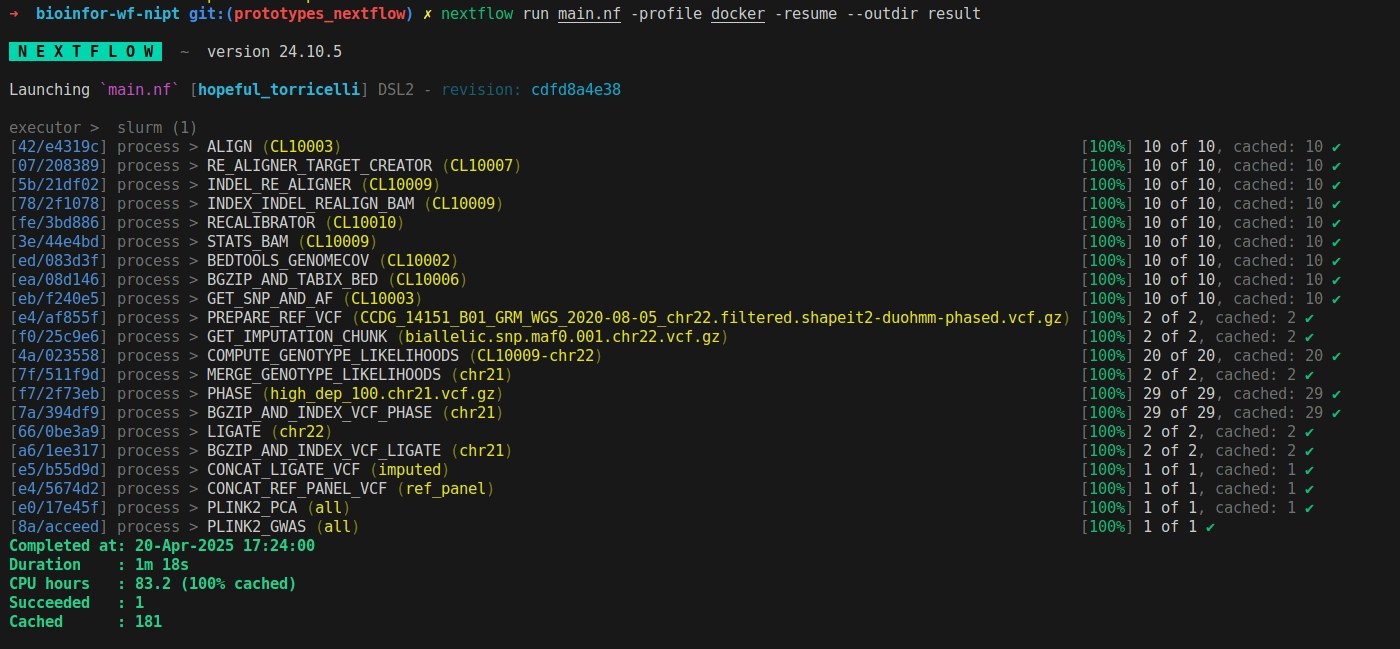 → bioinfor-wf-nipt git:(prototypes_nextflow) ✗ nextflow run main.nf -profile docker -resume --outdir result
N E X T F L O W ~ version 24.10.5
Launching `main.nf` [hopeful_torricelli] DSL2 - revision: cdfd8a4e38
executor > slurm (1)
[42/e4319c] process > ALIGN (CL10003) [100%] 10 of 10, cached: 10 ✔
[07/208389] process > RE_ALIGNER_TARGET_CREATOR (CL10007) [100%] 10 of 10, cached: 10 ✔
[5b/21df02] process > INDEL_RE_ALIGNER (CL10009) [100%] 10 of 10, cached: 10 ✔
[78/2f1078] process > INDEX_INDEL_REALIGN_BAM (CL10009) [100%] 10 of 10, cached: 10 ✔
[fe/3bd886] process > RECALIBRATOR (CL10010) [100%] 10 of 10, cached: 10 ✔
[3e/44e4bd] process > STATS_BAM (CL10009) [100%] 10 of 10, cached: 10 ✔
[ed/083d3f] process > BEDTOOLS_GENOMECOV (CL10002) [100%] 10 of 10, cached: 10 ✔
[ea/08d146] process > BGZIP_AND_TABIX_BED (CL10006) [100%] 10 of 10, cached: 10 ✔
[eb/f240e5] process > GET_SNP_AND_AF (CL10003) [100%] 10 of 10, cached: 10 ✔
[e4/af855f] process > PREPARE_REF_VCF (CCDG_14151_B01_GRM_WGS_2020-08-05_chr22.filtered.shapeit2-duohmm-phased.vcf.gz) [100%] 2 of 2, cached: 2 ✔
[f0/25c9e6] process > GET_IMPUTATION_CHUNK (biallelic.snp.maf0.001.chr22.vcf.gz) [100%] 2 of 2, cached: 2 ✔
[4a/023558] process > COMPUTE_GENOTYPE_LIKELIHOODS (CL10009-chr22) [100%] 20 of 20, cached: 20 ✔
[7f/511f9d] process > MERGE_GENOTYPE_LIKELIHOODS (chr21) [100%] 2 of 2, cached: 2 ✔
[f7/2f73eb] process > PHASE (high_dep_100.chr21.vcf.gz) [100%] 29 of 29, cached: 29 ✔
[7a/394df9] process > BGZIP_AND_INDEX_VCF_PHASE (chr21) [100%] 29 of 29, cached: 29 ✔
[66/0be3a9] process > LIGATE (chr22) [100%] 2 of 2, cached: 2 ✔
[a6/1ee317] process > BGZIP_AND_INDEX_VCF_LIGATE (chr21) [100%] 2 of 2, cached: 2 ✔
[e5/b55d9d] process > CONCAT_LIGATE_VCF (imputed) [100%] 1 of 1, cached: 1 ✔
[e4/5674d2] process > CONCAT_REF_PANEL_VCF (ref_panel) [100%] 1 of 1, cached: 1 ✔
[e0/17e45f] process > PLINK2_PCA (all) [100%] 1 of 1, cached: 1 ✔
[8a/acceed] process > PLINK2_GWAS (all) [100%] 1 of 1 ✔
Completed at: 20-Apr-2025 17:24:00
Duration : 1m 18s
CPU hours : 83.2 (100% cached)
Succeeded : 1
Cached : 181